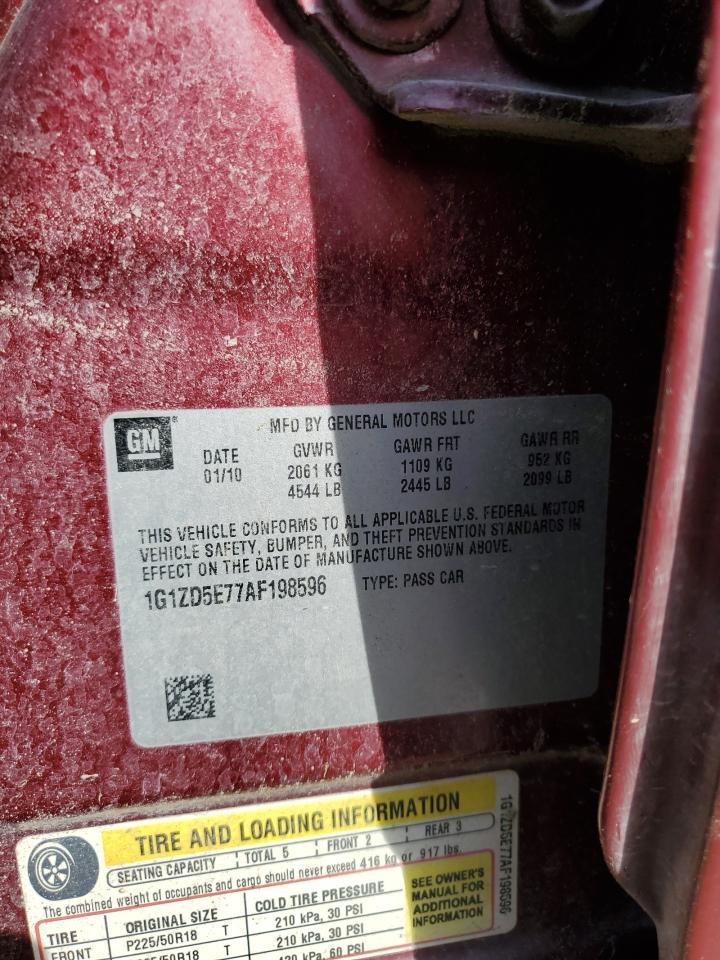 GM®
MFD BY GENERAL MOTORS LLC
DATE GVWR GAWR FRT GAWR RR
01/10 2061 KG 1109 KG 952 KG
4544 LB 2445 LB 2099 LB
THIS VEHICLE CONFORMS TO ALL APPLICABLE U.S. FEDERAL MOTOR
VEHICLE SAFETY, BUMPER, AND THEFT PREVENTION STANDARDS IN
EFFECT ON THE DATE OF MANUFACTURE SHOWN ABOVE.
1G1ZD5E77AF198596 TYPE: PASS CAR
TIRE AND LOADING INFORMATION
SEATING CAPACITY TOTAL 5 FRONT 2 REAR 3
The combined weight of occupants and cargo should never exceed 416 kg or 917 lbs.
TIRE ORIGINAL SIZE COLD TIRE PRESSURE
FRONT P225/50R18 T 210 kPa, 30 PSI
T 210 kPa, 30 PSI
420 kPa, 60 PSI
SEE OWNER'S
MANUAL FOR
ADDITIONAL
INFORMATION
1G1ZD5E77AF198596